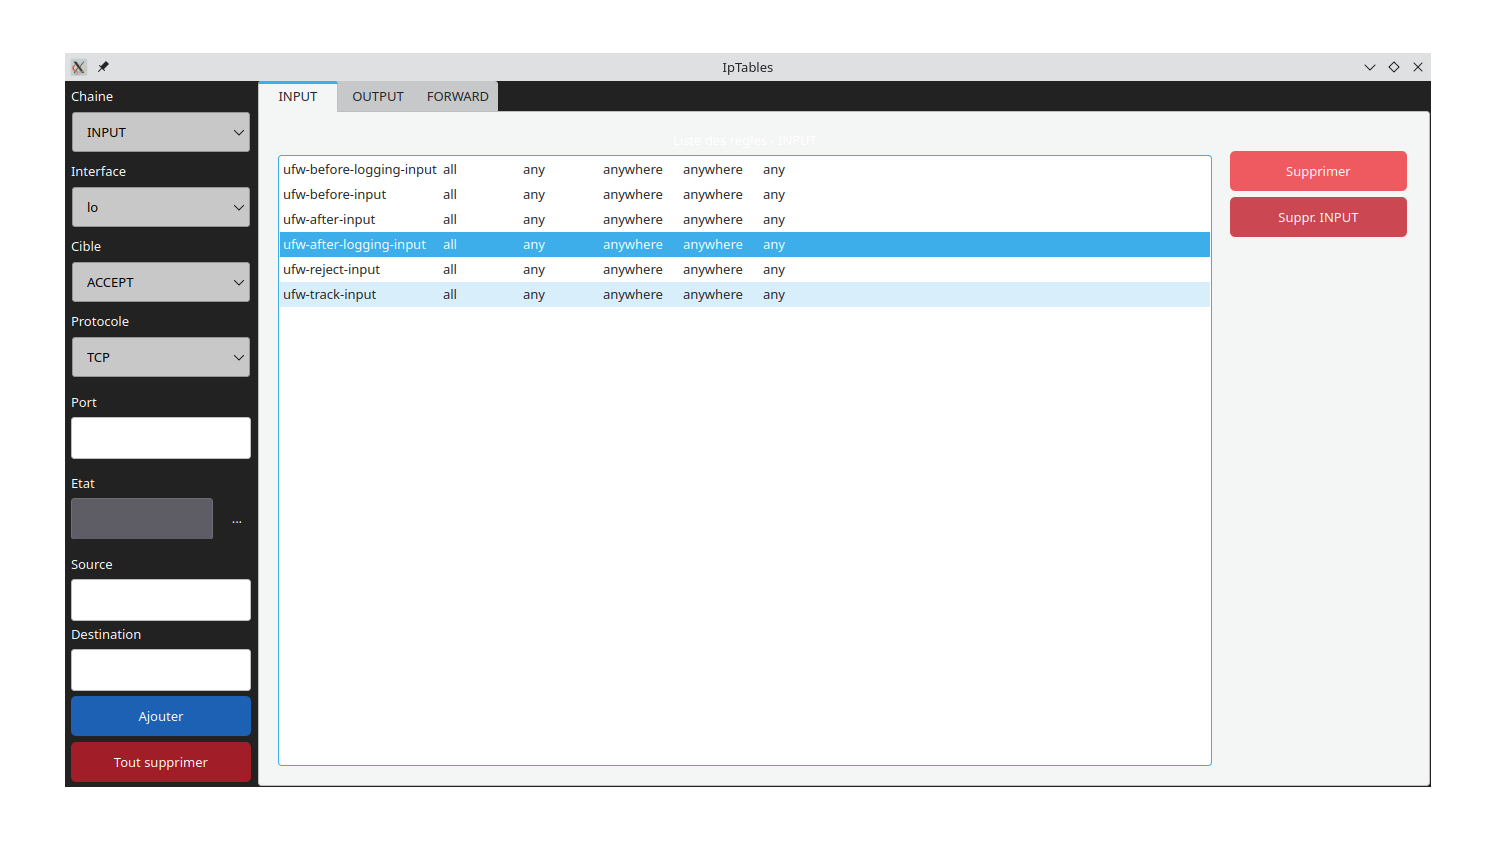 IpTables
Chaine
INPUT
Interface
lo
Cible
ACCEPT
Protocole
TCP
Port
Etat
...
Source
Destination
Ajouter
Tout supprimer
INPUT OUTPUT FORWARD
Liste des règles - INPUT
ufw-before-logging-input all any anywhere anywhere any
ufw-before-input all any anywhere anywhere any
ufw-after-input all any anywhere anywhere any
ufw-after-logging-input all any anywhere anywhere any
ufw-reject-input all any anywhere anywhere any
ufw-track-input all any anywhere anywhere any
Supprimer
Suppr. INPUT